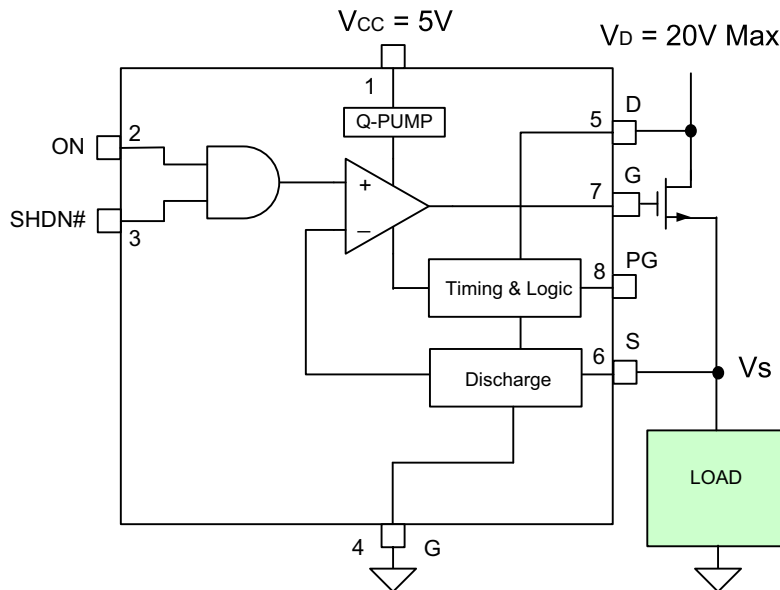 VCC = 5V
VD = 20V Max
1
Q-PUMP
5
D
ON
2
SHDN#
3
+
–
7
G
Timing & Logic
8
PG
Discharge
6
S
Vs
LOAD
4
G